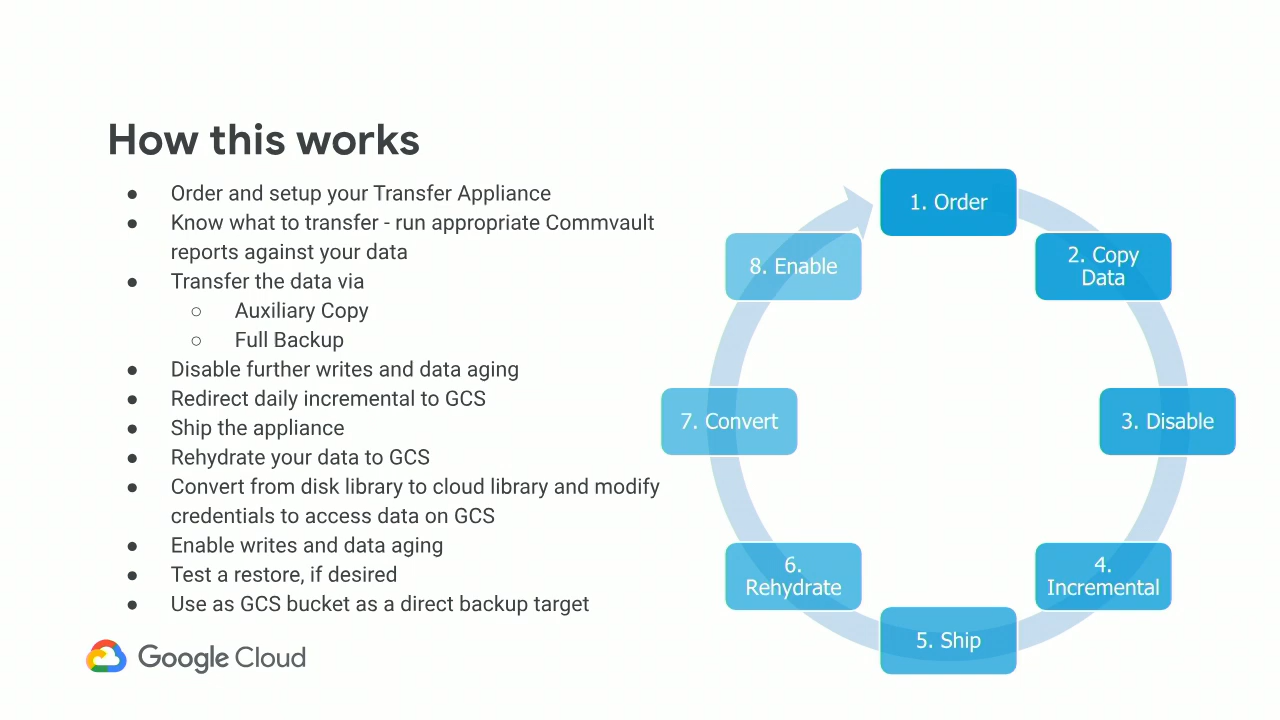 How this works
● Order and setup your Transfer Appliance
● Know what to transfer - run appropriate Commvault
reports against your data
● Transfer the data via
○ Auxiliary Copy
○ Full Backup
● Disable further writes and data aging
● Redirect daily incremental to GCS
● Ship the appliance
● Rehydrate your data to GCS
● Convert from disk library to cloud library and modify
credentials to access data on GCS
● Enable writes and data aging
● Test a restore, if desired
● Use as GCS bucket as a direct backup target
Google Cloud
1. Order
2. Copy
Data
3. Disable
4.
Incremental
5. Ship
6.
Rehydrate
7. Convert
8. Enable